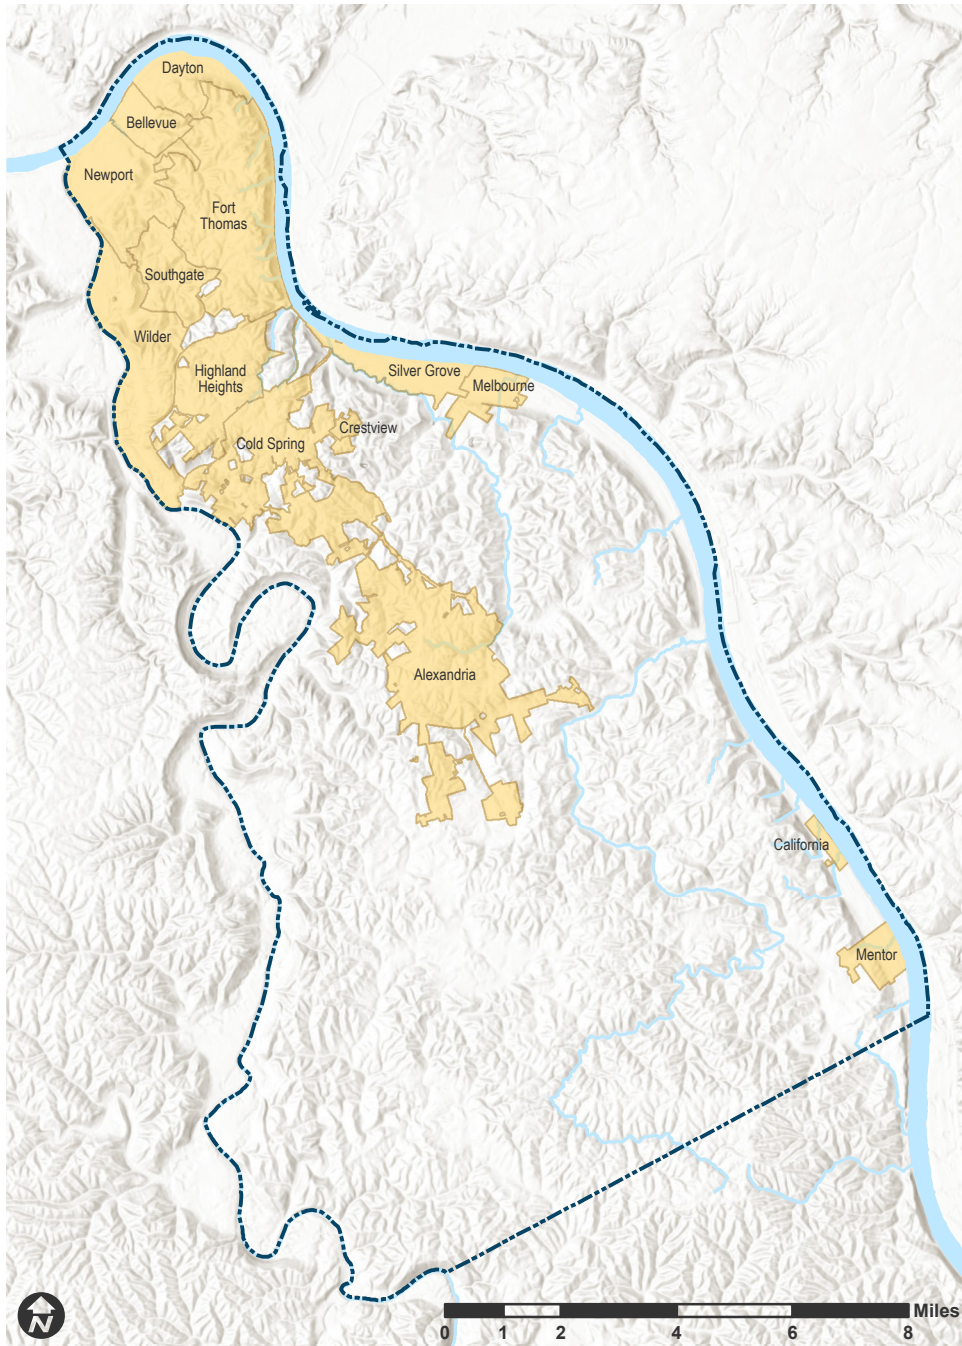 Dayton
Bellevue
Newport
Fort
Thomas
Southgate
Wilder
Highland
Heights
Silver Grove
Melbourne
Crestview
Cold Spring
Alexandria
California
Mentor
N
Miles
0 1 2 4 6 8